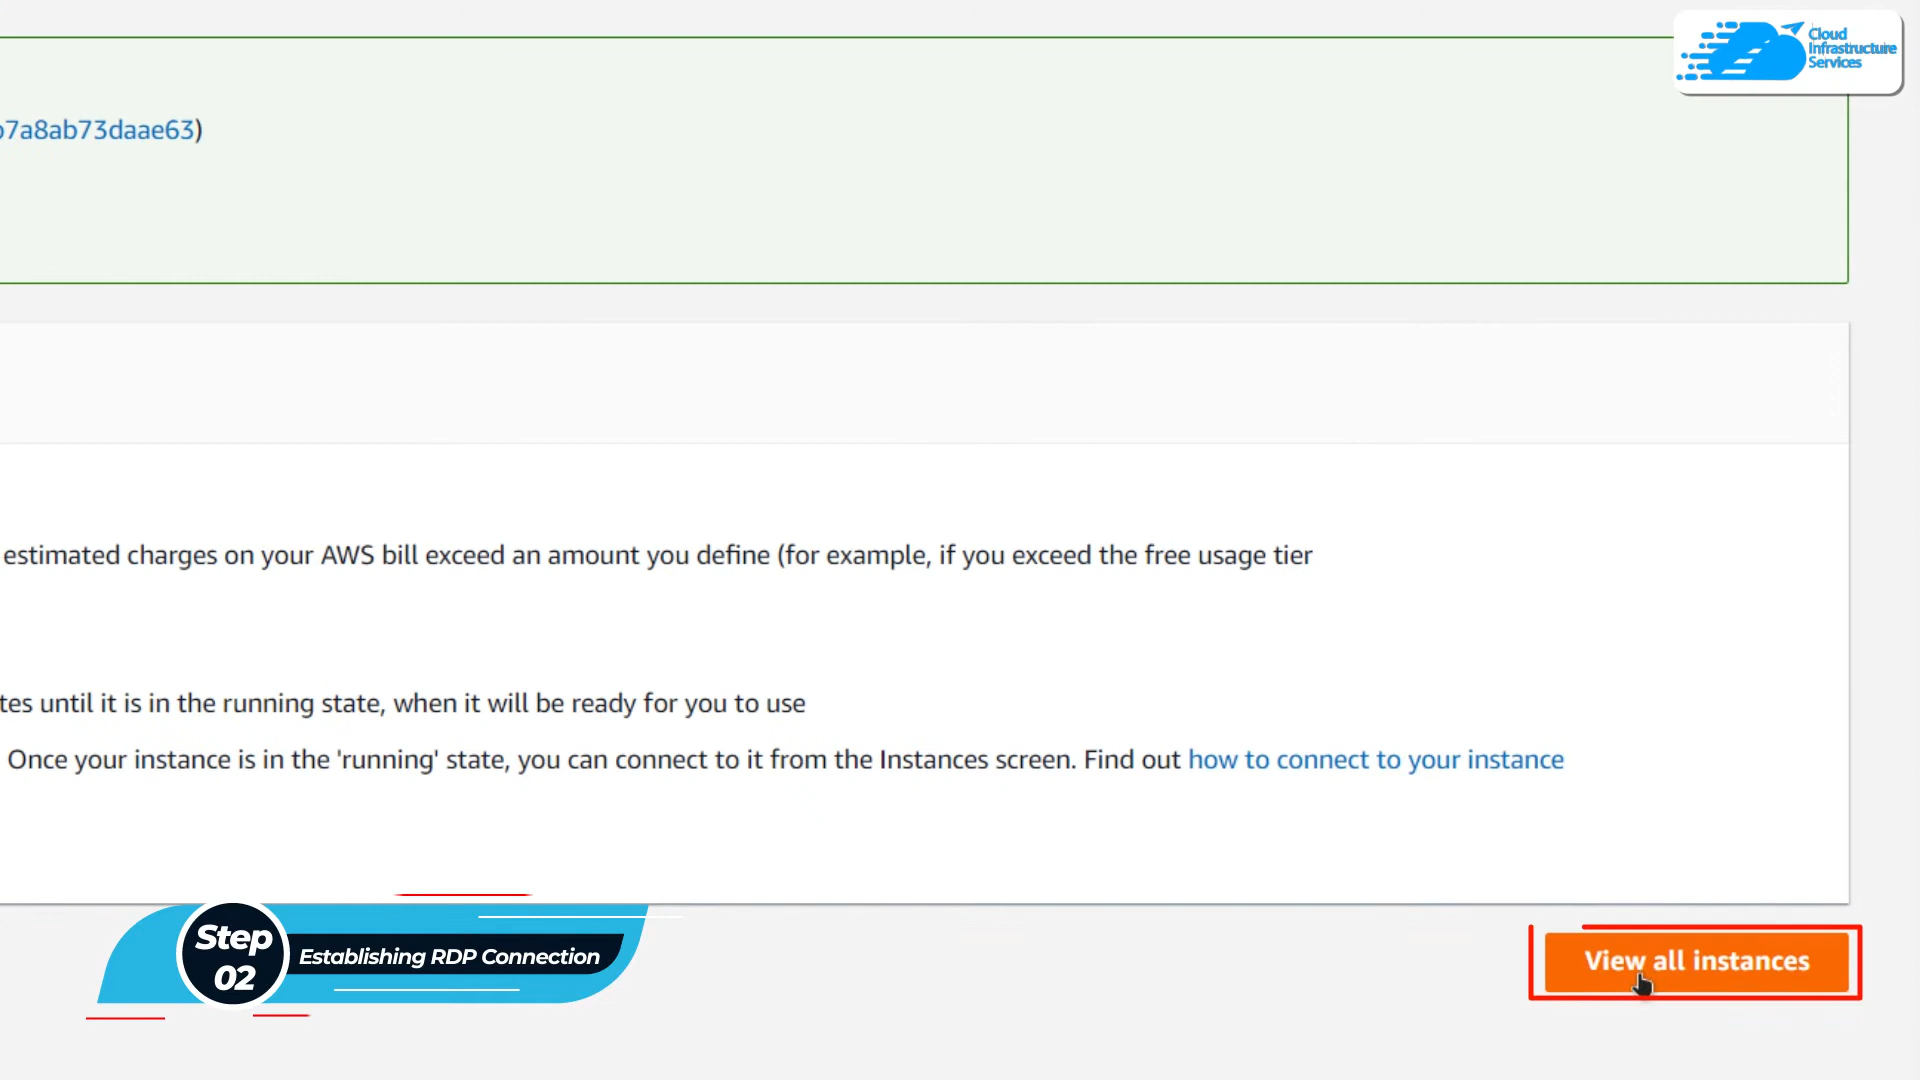 Cloud
Infrastructure
Services
b7a8ab73daae63)
estimated charges on your AWS bill exceed an amount you define (for example, if you exceed the free usage tier
tes until it is in the running state, when it will be ready for you to use
Once your instance is in the 'running' state, you can connect to it from the Instances screen. Find out how to connect to your instance
Step
02
Establishing RDP Connection
View all instances